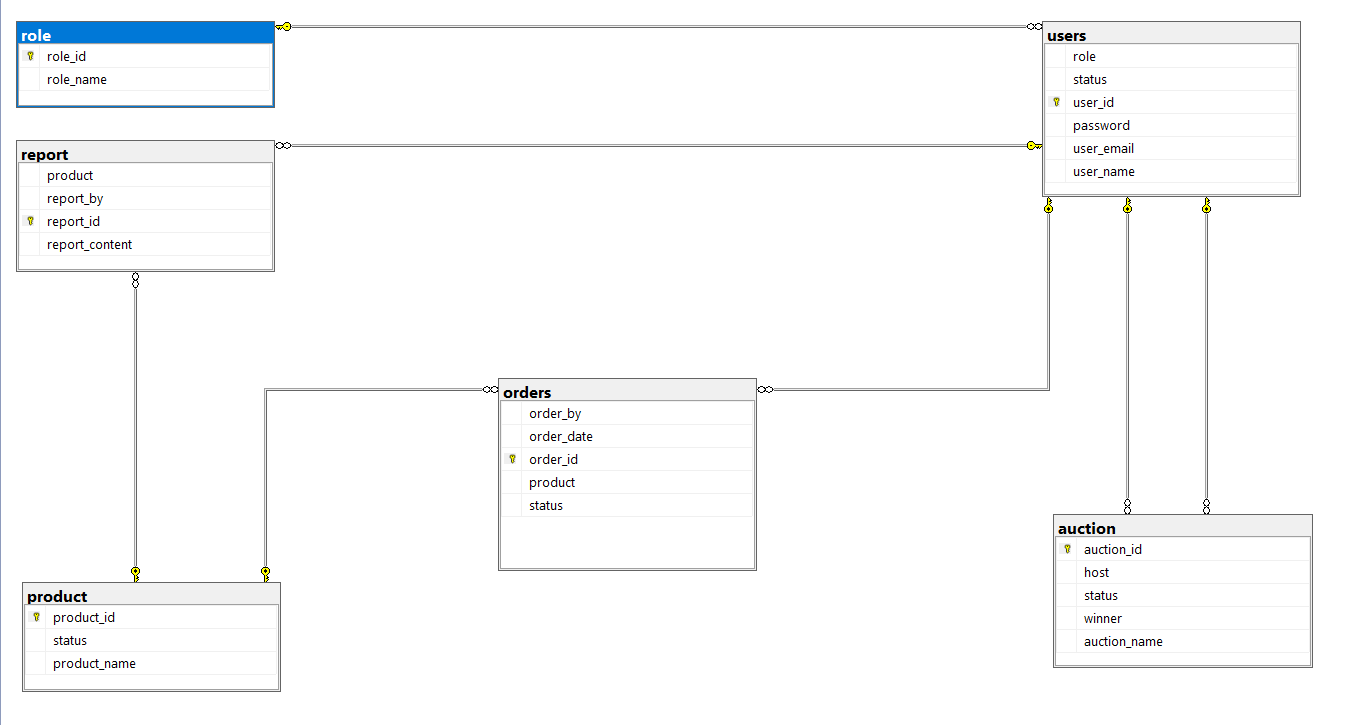 role
role_id
role_name
users
role
status
user_id
password
user_email
user_name
report
product
report_by
report_id
report_content
orders
order_by
order_date
order_id
product
status
auction
auction_id
host
status
winner
auction_name
product
product_id
status
product_name